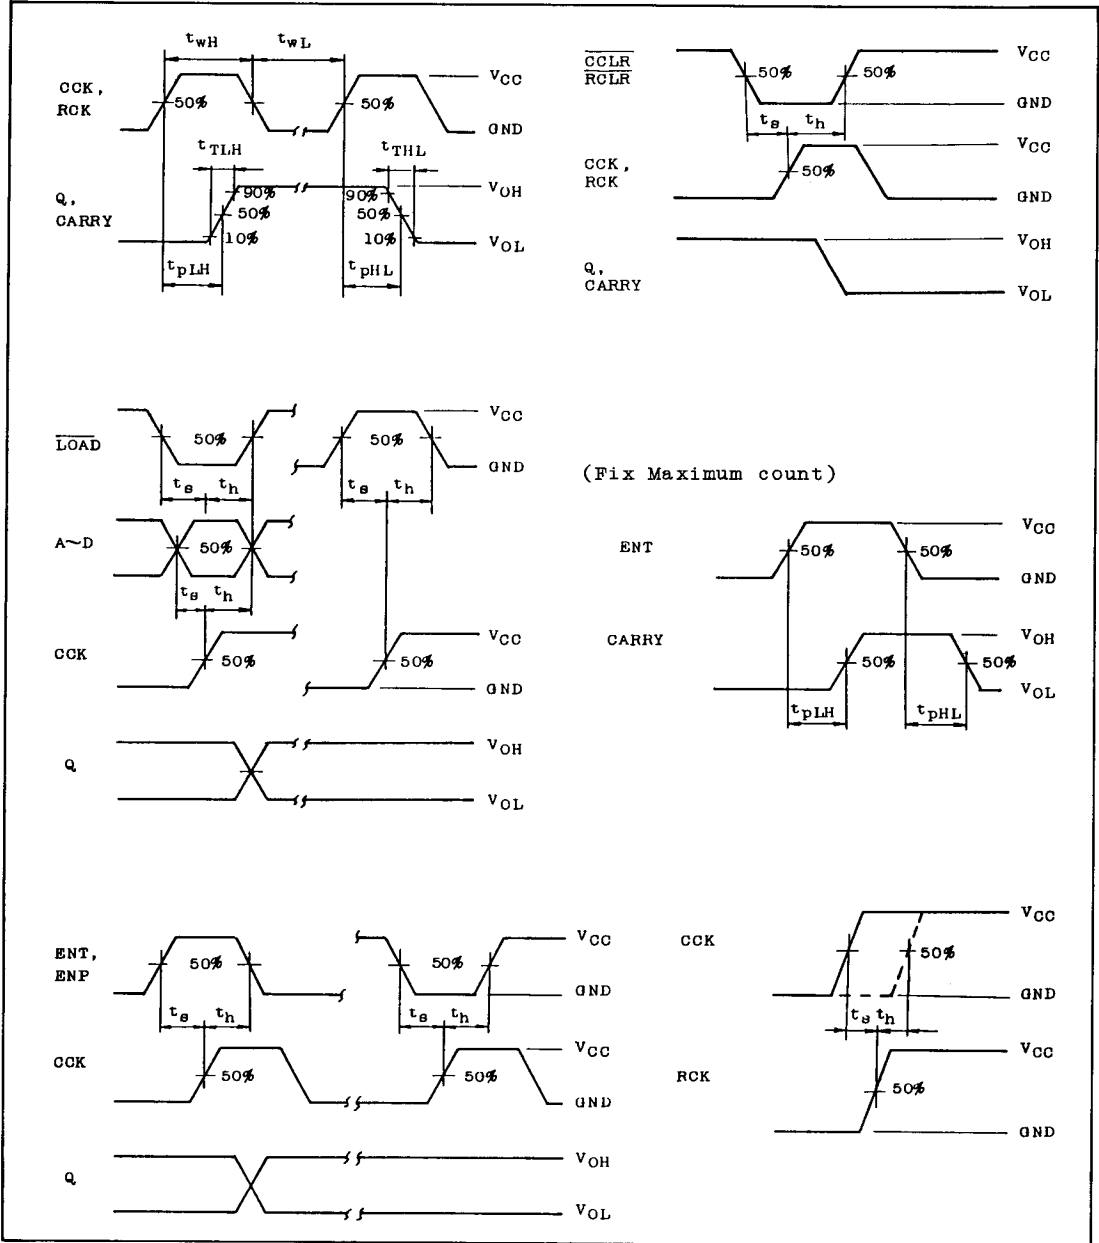 twH twL
CCK, RCK
50% 50%
VCC
GND
tTLH tTHL
Q, CARRY
90% 90%
50% 50%
10% 10%
VOH
VOL
tpLH tpHL
CCLR
RCLR
50% 50%
VCC
GND
ts th
CCK, RCK
50%
VCC
GND
Q, CARRY
VOH
VOL
LOAD
50% 50%
VCC
GND
ts th ts th
A~D
50%
ts th
CCK
50% 50%
VCC
GND
Q
VOH
VOL
(Fix Maximum count)
ENT
50% 50%
VCC
GND
CARRY
50% 50%
VOH
VOL
tpLH tpHL
ENT, ENP
50% 50%
VCC
GND
ts th ts th
CCK
50% 50%
VCC
GND
Q
VOH
VOL
CCK
50%
VCC
GND
ts th
RCK
50%
VCC
GND